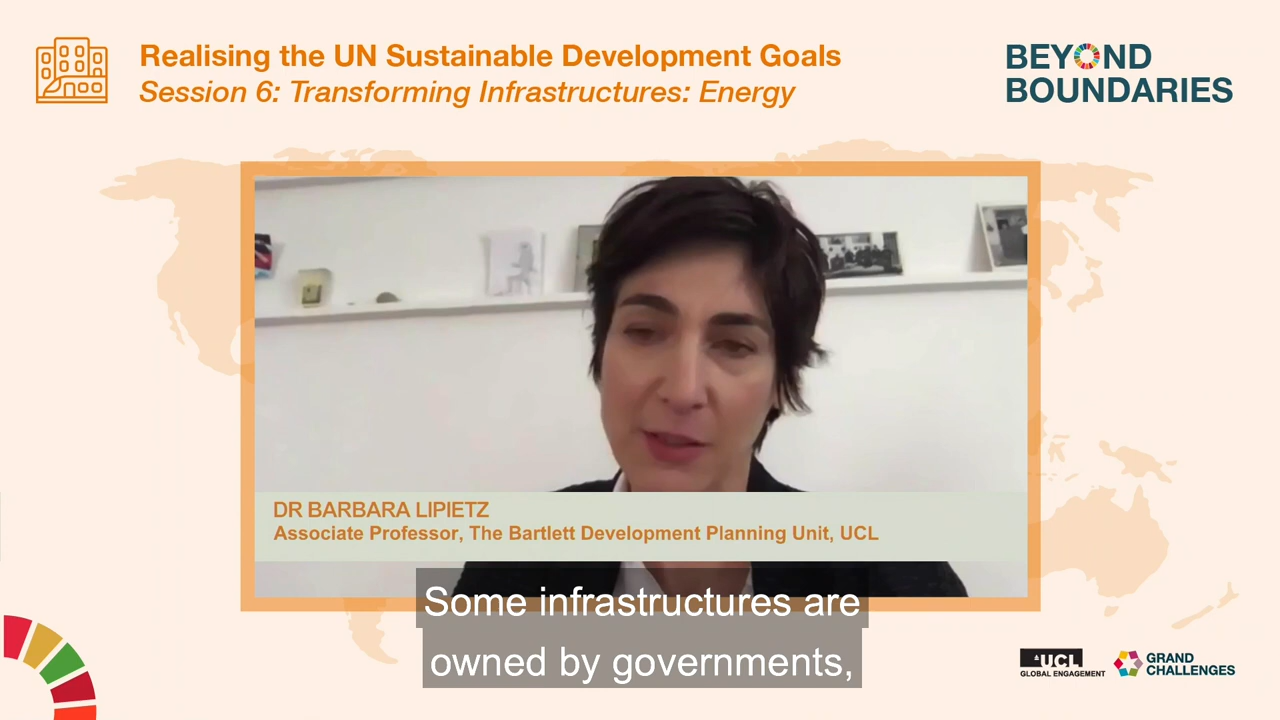 Realising the UN Sustainable Development Goals
Session 6: Transforming Infrastructures: Energy
BEYOND
BOUNDARIES
DR BARBARA LIPIETZ
Associate Professor, The Bartlett Development Planning Unit, UCL
Some infrastructures are
owned by governments,
UCL
GLOBAL ENGAGEMENT
GRAND
CHALLENGES